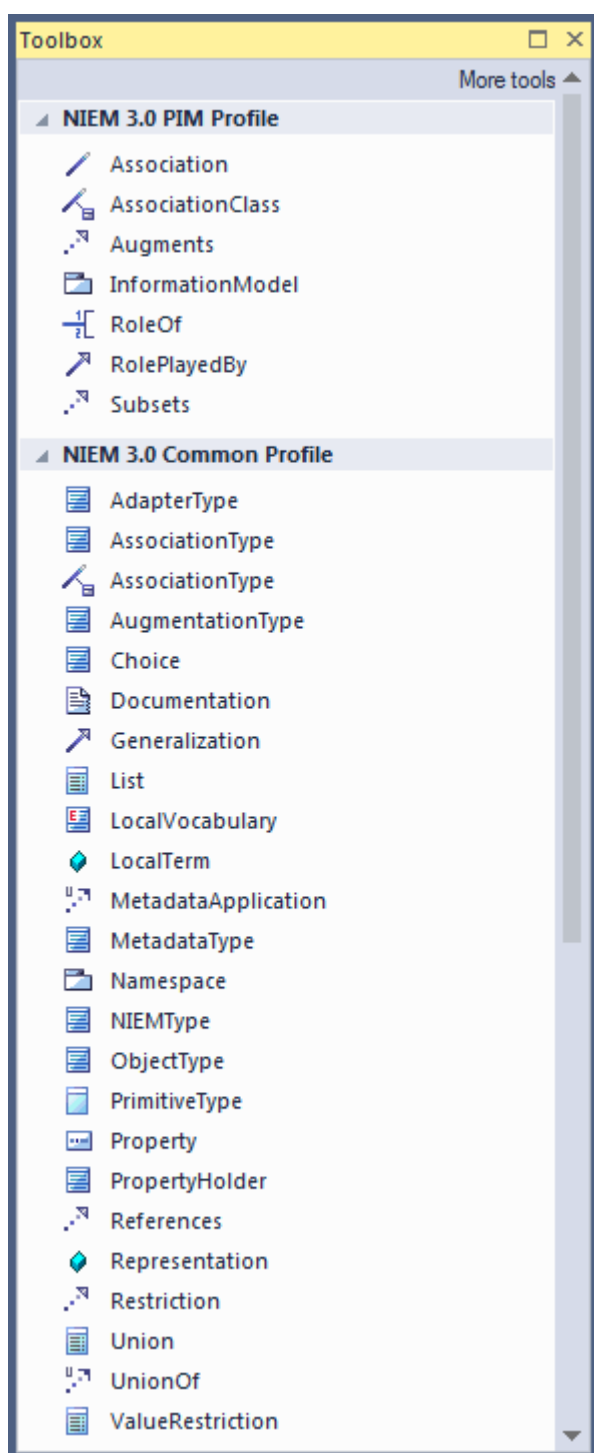 Toolbox
More tools
NIEM 3.0 PIM Profile
Association
AssociationClass
Augments
InformationModel
RoleOf
RolePlayedBy
Subsets
NIEM 3.0 Common Profile
AdapterType
AssociationType
AssociationType
AugmentationType
Choice
Documentation
Generalization
List
LocalVocabulary
LocalTerm
MetadataApplication
MetadataType
Namespace
NIEMType
ObjectType
PrimitiveType
Property
PropertyHolder
References
Representation
Restriction
Union
UnionOf
ValueRestriction